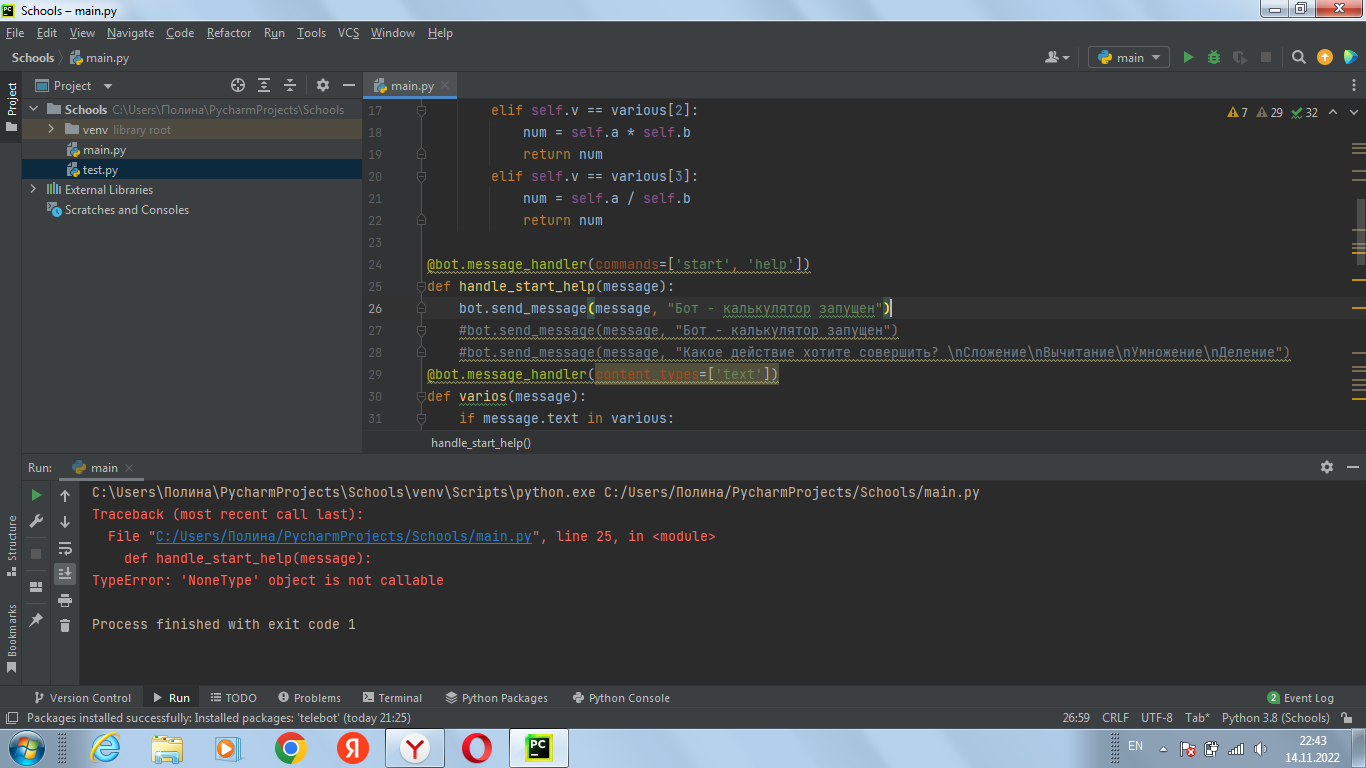 Schools – main.py
File Edit View Navigate Code Refactor Run Tools VCS Window Help
Schools main.py main
Project main.py
Project
Schools C:\Users\Полина\PycharmProjects\Schools
venv library root
main.py
test.py
External Libraries
Scratches and Consoles
7 29 32
17 elif self.v == various[2]:
18 num = self.a * self.b
19 return num
20 elif self.v == various[3]:
21 num = self.a / self.b
22 return num
23
24 @bot.message_handler(commands=['start', 'help'])
25 def handle_start_help(message):
26 bot.send_message(message, "Бот - калькулятор запущен")
27 #bot.send_message(message, "Бот - калькулятор запущен")
28 #bot.send_message(message, "Какое действие хотите совершить? \nСложение\nВычитание\nУмножение\nДеление")
29 @bot.message_handler(content_types=['text'])
30 def varios(message):
31 if message.text in various:
handle_start_help()
Run: main
C:\Users\Полина\PycharmProjects\Schools\venv\Scripts\python.exe C:/Users/Полина/PycharmProjects/Schools/main.py
Traceback (most recent call last):
File "C:/Users/Полина/PycharmProjects/Schools/main.py", line 25, in <module>
def handle_start_help(message):
TypeError: 'NoneType' object is not callable
Process finished with exit code 1
Structure
Bookmarks
Version Control Run TODO Problems Terminal Python Packages Python Console 2 Event Log
Packages installed successfully: Installed packages: 'telebot' (today 21:25) 26:59 CRLF UTF-8 Tab* Python 3.8 (Schools)
Я Y PC EN 22:43
14.11.2022